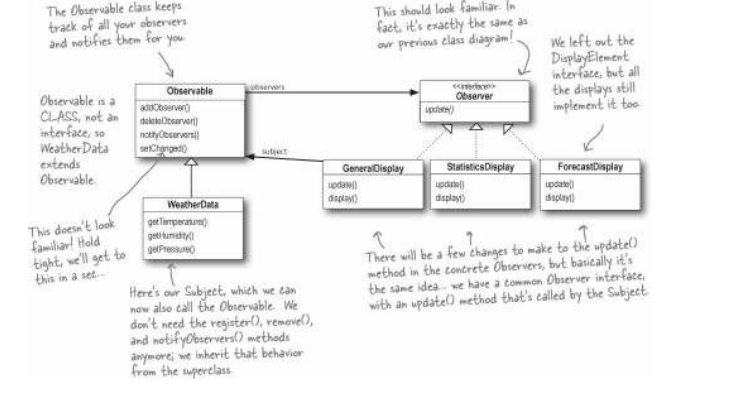 The Observable class keeps
track of all your observers
and notifies them for you.
This should look familiar. In
fact, it's exactly the same as
our previous class diagram!
We left out the
DisplayElement
interface, but all
the displays still
implement it too.
Observable is a
CLASS, not an
interface, so
WeatherData
extends
Observable.
Observable
addObserver()
deleteObserver()
notifyObservers()
setChanged()
observers
<<interface>>
Observer
update()
subject
GeneralDisplay
update()
display()
StatisticsDisplay
update()
display()
ForecastDisplay
update()
display()
WeatherData
getTemperature()
getHumidity()
getPressure()
This doesn't look
familiar! Hold
tight, we'll get to
this in a sec...
Here's our Subject, which we can
now also call the Observable. We
don't need the register(), remove(),
and notifyObservers() methods
anymore; we inherit that behavior
from the superclass.
There will be a few changes to make to the update()
method in the concrete Observers, but basically it's
the same idea... we have a common Observer interface,
with an update() method that's called by the Subject.